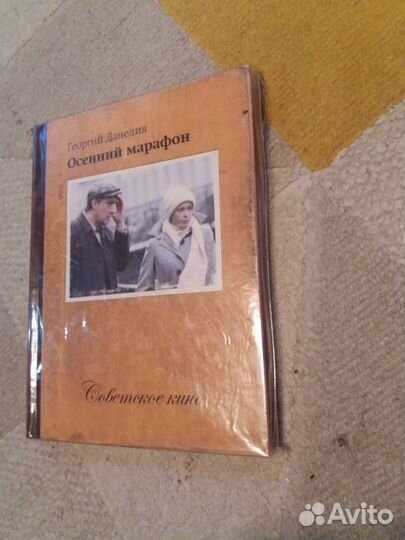 Георгий Данелия
Осенний марафон
Советское кино
Avito